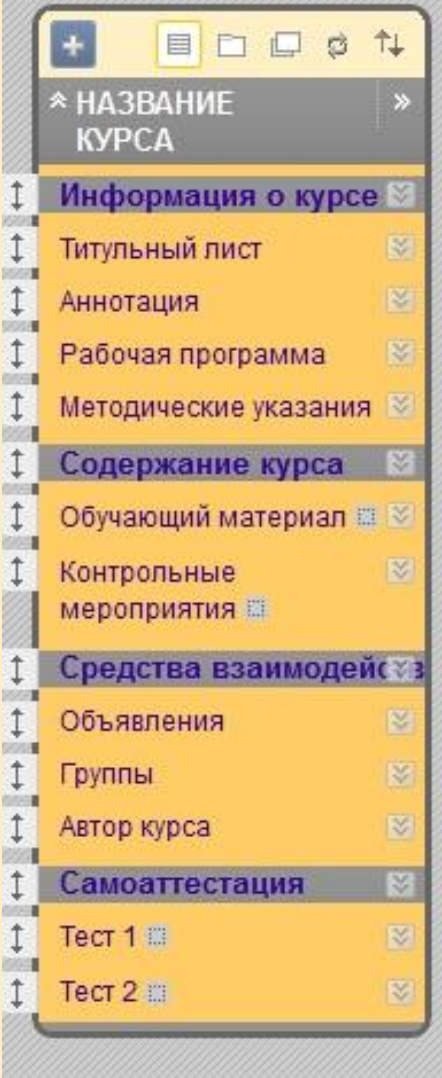 НАЗВАНИЕ
КУРСА
Информация о курсе
Титульный лист
Аннотация
Рабочая программа
Методические указания
Содержание курса
Обучающий материал
Контрольные
мероприятия
Средства
Объявления
Группы
Автор курса
Самоаттестация
Тест 1
Тест 2